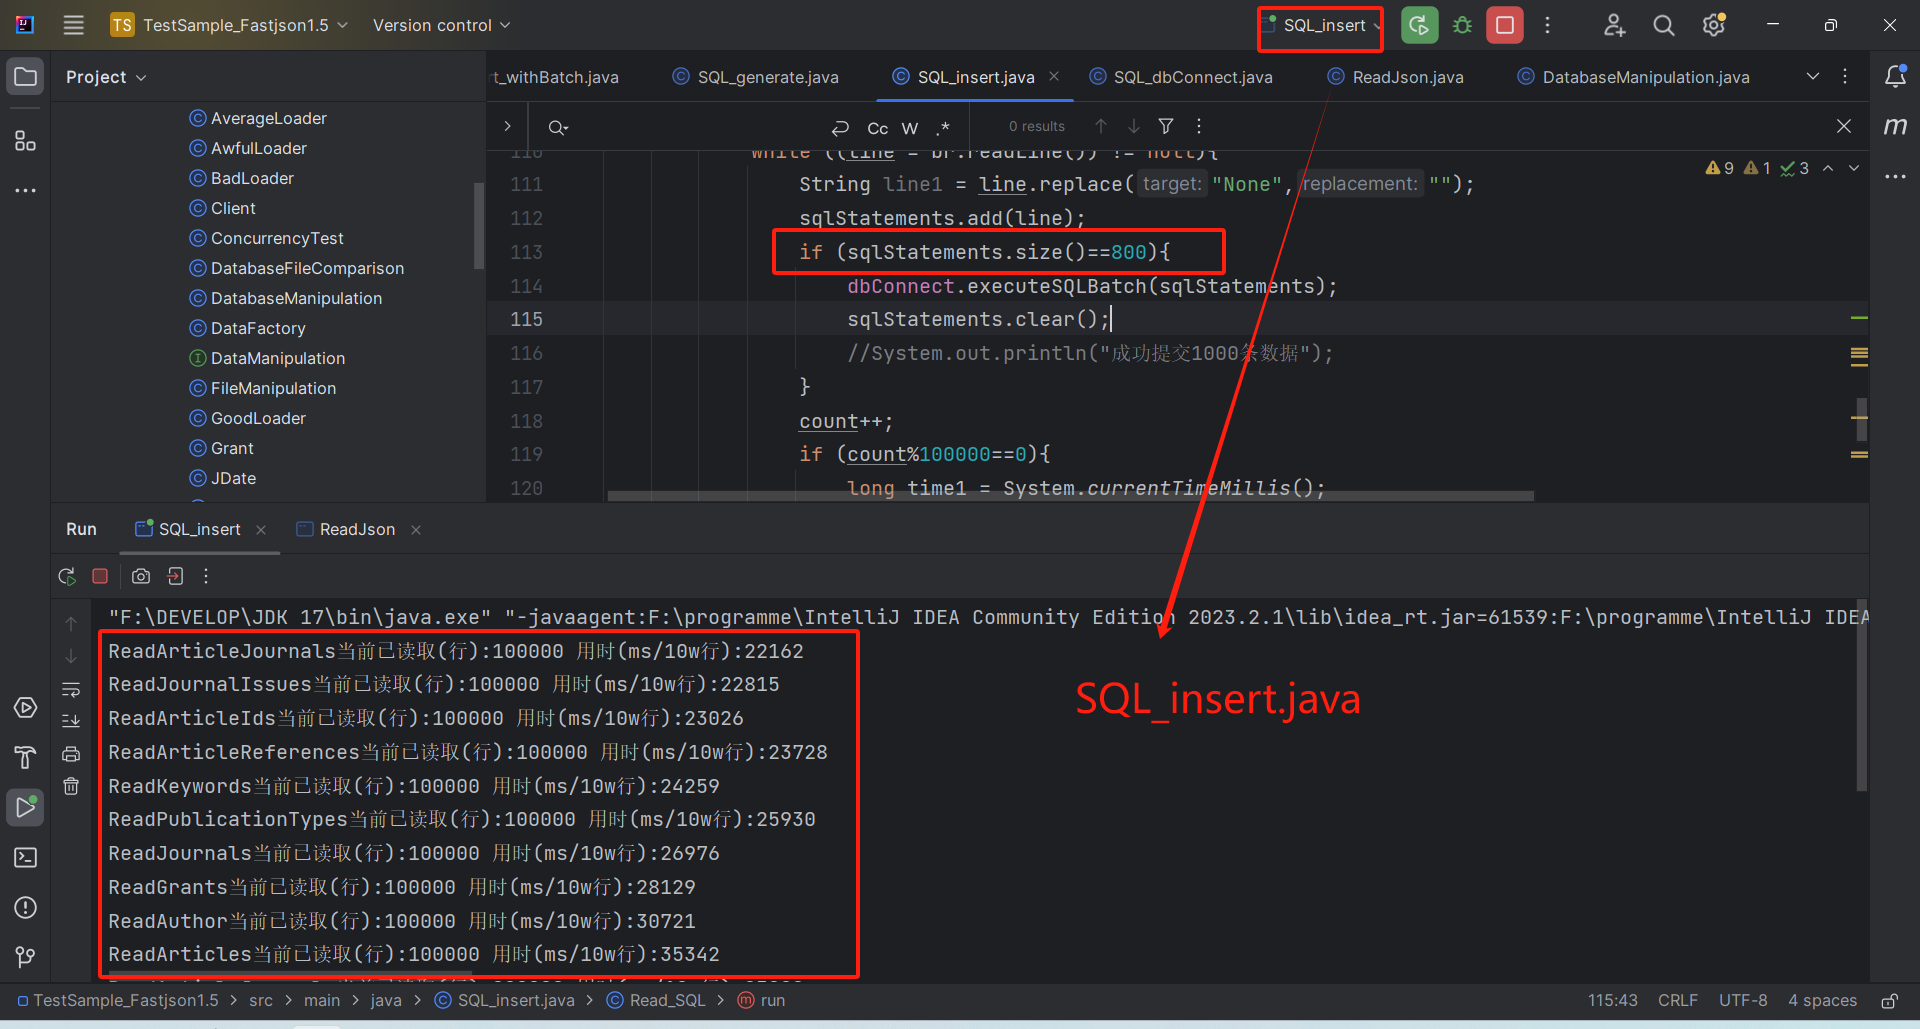 TS TestSample_Fastjson1.5 Version control SQL_insert
Project
t_withBatch.java SQL_generate.java SQL_insert.java SQL_dbConnect.java ReadJson.java DatabaseManipulation.java
AverageLoader
AwfulLoader
BadLoader
Client
ConcurrencyTest
DatabaseFileComparison
DatabaseManipulation
DataFactory
DataManipulation
FileManipulation
GoodLoader
Grant
JDate
Cc W .* 0 results
9 1 3
110 while ((line = br.readLine()) != null){
111 String line1 = line.replace( target: "None", replacement: "");
112 sqlStatements.add(line);
113 if (sqlStatements.size()==800){
114 dbConnect.executeSQLBatch(sqlStatements);
115 sqlStatements.clear();
116 //System.out.println("成功提交1000条数据");
117 }
118 count++;
119 if (count%100000==0){
120 long time1 = System.currentTimeMillis();
Run SQL_insert ReadJson
"F:\DEVELOP\JDK 17\bin\java.exe" "-javaagent:F:\programme\IntelliJ IDEA Community Edition 2023.2.1\lib\idea_rt.jar=61539:F:\programme\IntelliJ IDEA
ReadArticleJournals当前已读取(行):100000 用时(ms/10w行):22162
ReadJournalIssues当前已读取(行):100000 用时(ms/10w行):22815
ReadArticleIds当前已读取(行):100000 用时(ms/10w行):23026
ReadArticleReferences当前已读取(行):100000 用时(ms/10w行):23728
ReadKeywords当前已读取(行):100000 用时(ms/10w行):24259
ReadPublicationTypes当前已读取(行):100000 用时(ms/10w行):25930
ReadJournals当前已读取(行):100000 用时(ms/10w行):26976
ReadGrants当前已读取(行):100000 用时(ms/10w行):28129
ReadAuthor当前已读取(行):100000 用时(ms/10w行):30721
ReadArticles当前已读取(行):100000 用时(ms/10w行):35342
SQL_insert.java
TestSample_Fastjson1.5 > src > main > java > SQL_insert.java > Read_SQL > run 115:43 CRLF UTF-8 4 spaces